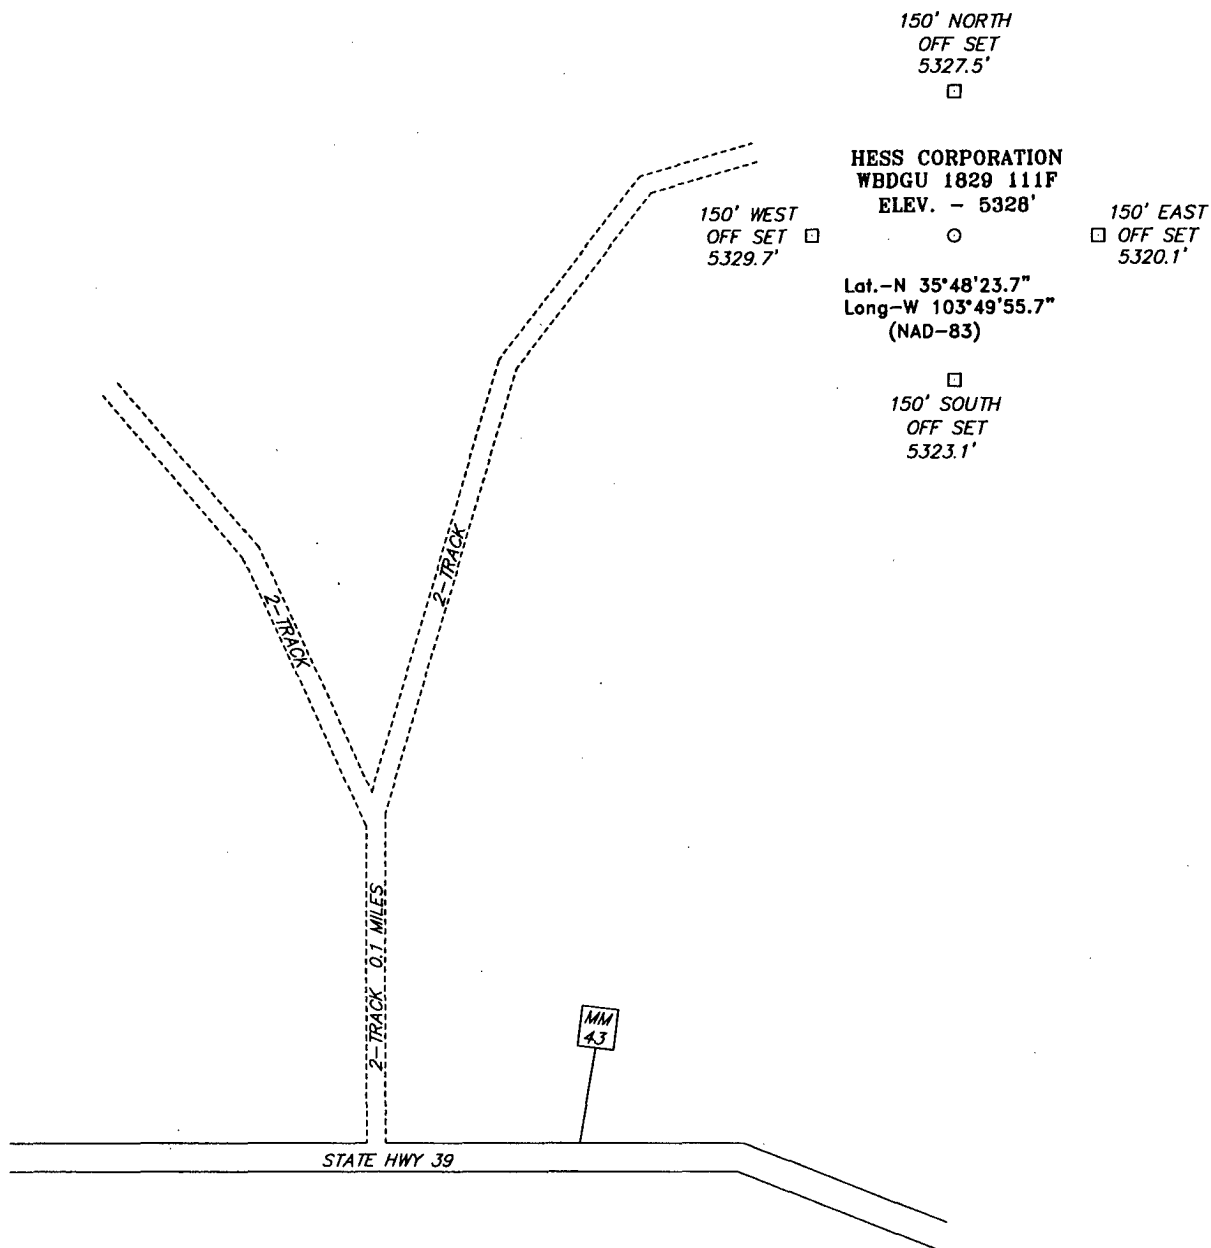 150' NORTH
OFF SET
5327.5'
HESS CORPORATION
WBDGU 1829 111F
ELEV. - 5328'
150' WEST
OFF SET
5329.7'
150' EAST
OFF SET
5320.1'
Lat.-N 35°48'23.7"
Long-W 103°49'55.7"
(NAD-83)
150' SOUTH
OFF SET
5323.1'
2-TRACK
2-TRACK
2-TRACK 0.1 MILES
MM
43
STATE HWY 39